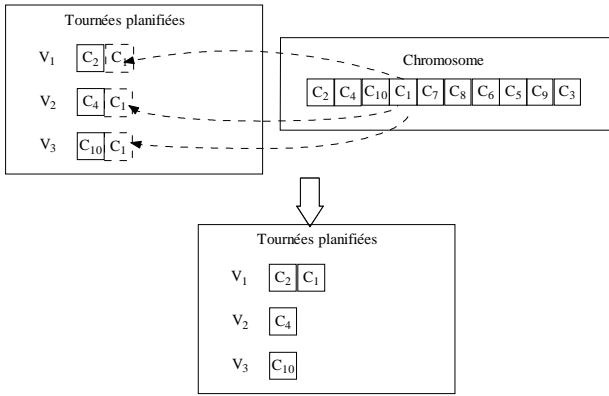 Tournées planifiées
V1 C2 C1
V2 C4 C1
V3 C10 C1
Chromosome
C2 C4 C10 C1 C7 C8 C6 C5 C9 C3
Tournées planifiées
V1 C2 C1
V2 C4
V3 C10